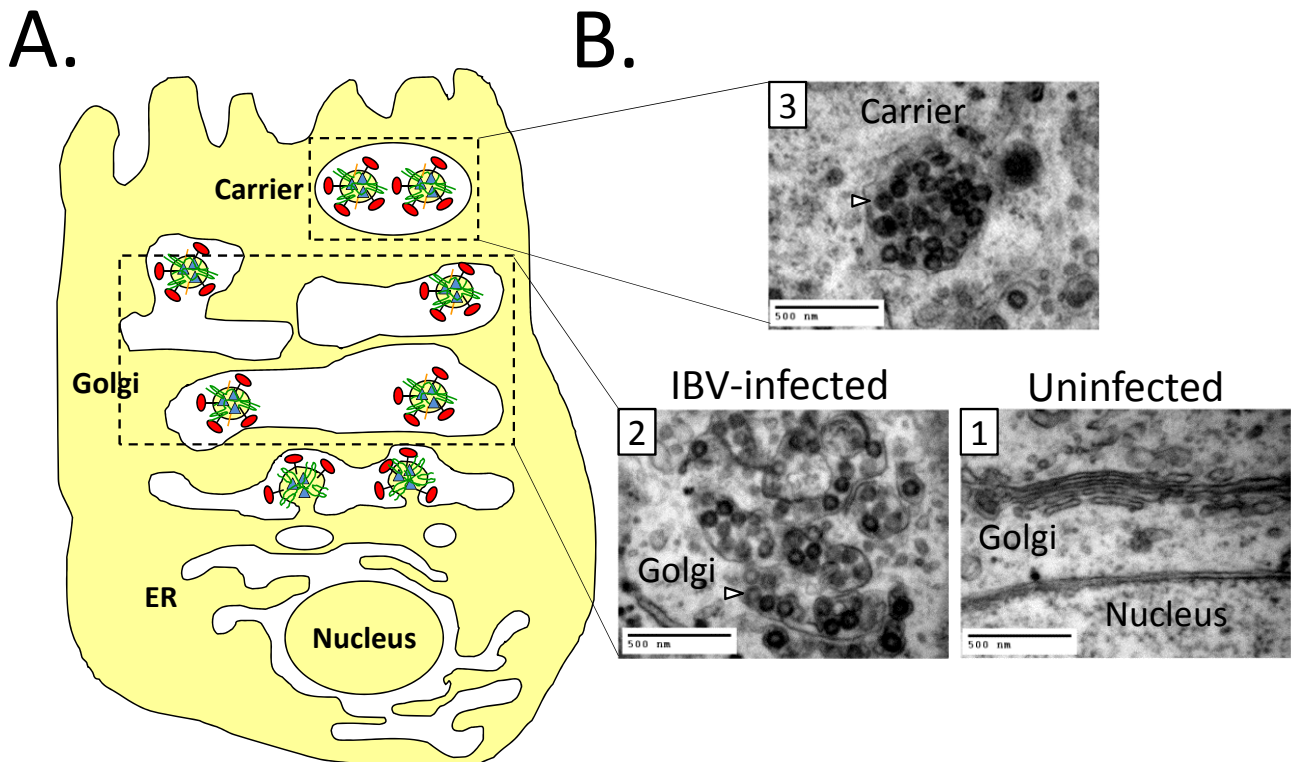 A.
B.
Carrier
Golgi
ER
Nucleus
3
Carrier
500 nm
IBV-infected
2
Golgi
500 nm
Uninfected
1
Golgi
Nucleus
500 nm